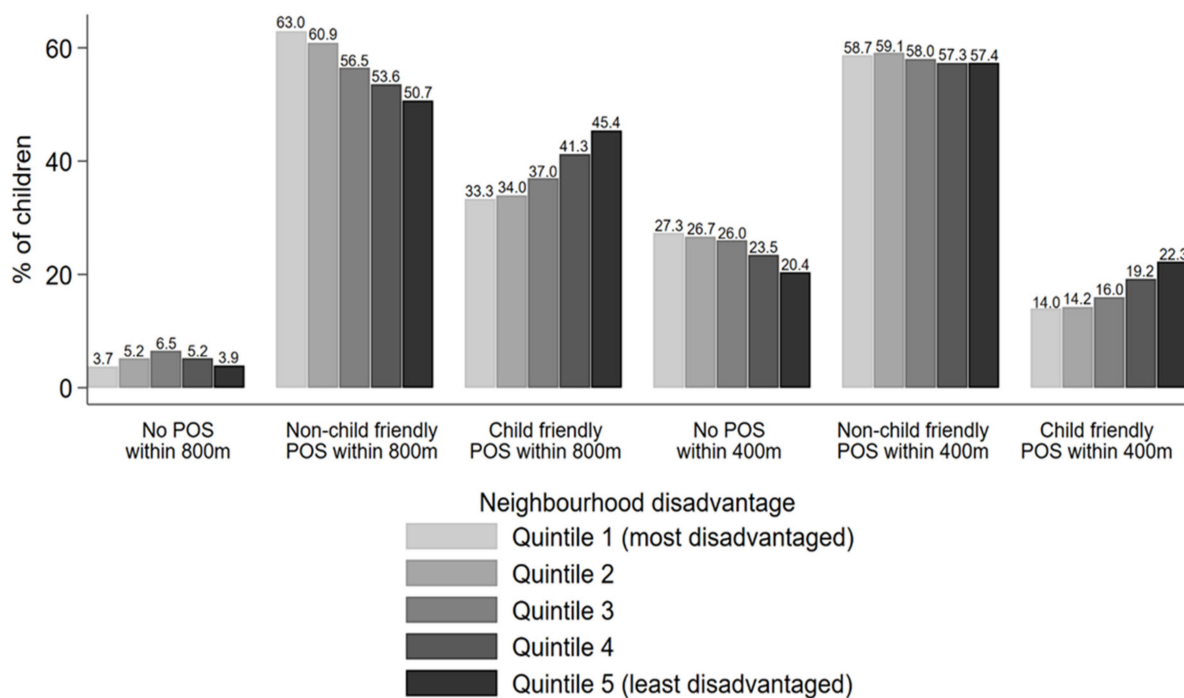 % of children
60
40
20
0
63.0
60.9
56.5
53.6
50.7
33.3 34.0
37.0
41.3
45.4
3.7
5.2
6.5
5.2
3.9
27.3 26.7 26.0
23.5
20.4
58.7 59.1 58.0 57.3 57.4
14.0 14.2
16.0
19.2
22.3
No POS
within 800m
Non-child friendly
POS within 800m
Child friendly
POS within 800m
No POS
within 400m
Non-child friendly
POS within 400m
Child friendly
POS within 400m
Neighbourhood disadvantage
Quintile 1 (most disadvantaged)
Quintile 2
Quintile 3
Quintile 4
Quintile 5 (least disadvantaged)